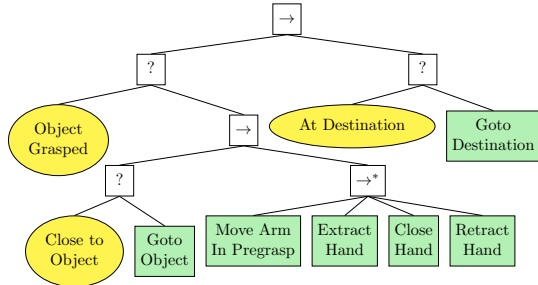 →
?
?
Object
Grasped
→
At Destination
Goto
Destination
?
→*
Close to
Object
Goto
Object
Move Arm
In Pregrasp
Extract
Hand
Close
Hand
Retract
Hand